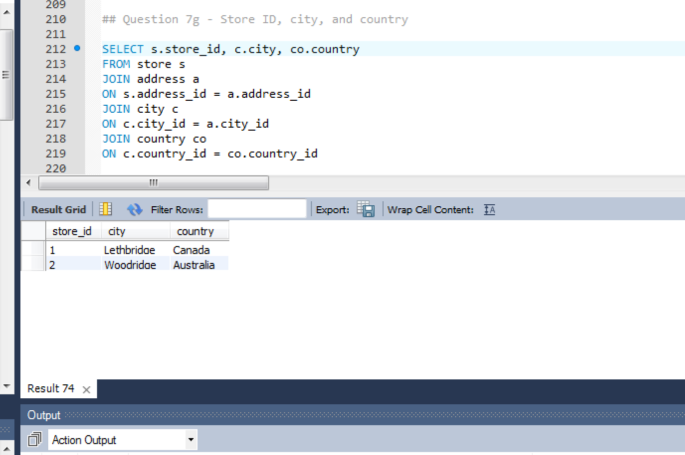 209
210 ## Question 7g - Store ID, city, and country
211
212 SELECT s.store_id, c.city, co.country
213 FROM store s
214 JOIN address a
215 ON s.address_id = a.address_id
216 JOIN city c
217 ON c.city_id = a.city_id
218 JOIN country co
219 ON c.country_id = co.country_id
220
Result Grid Filter Rows: Export: Wrap Cell Content: IA
store_id city country
1 Lethbridge Canada
2 Woodridge Australia
Result 74 ×
Output
Action Output